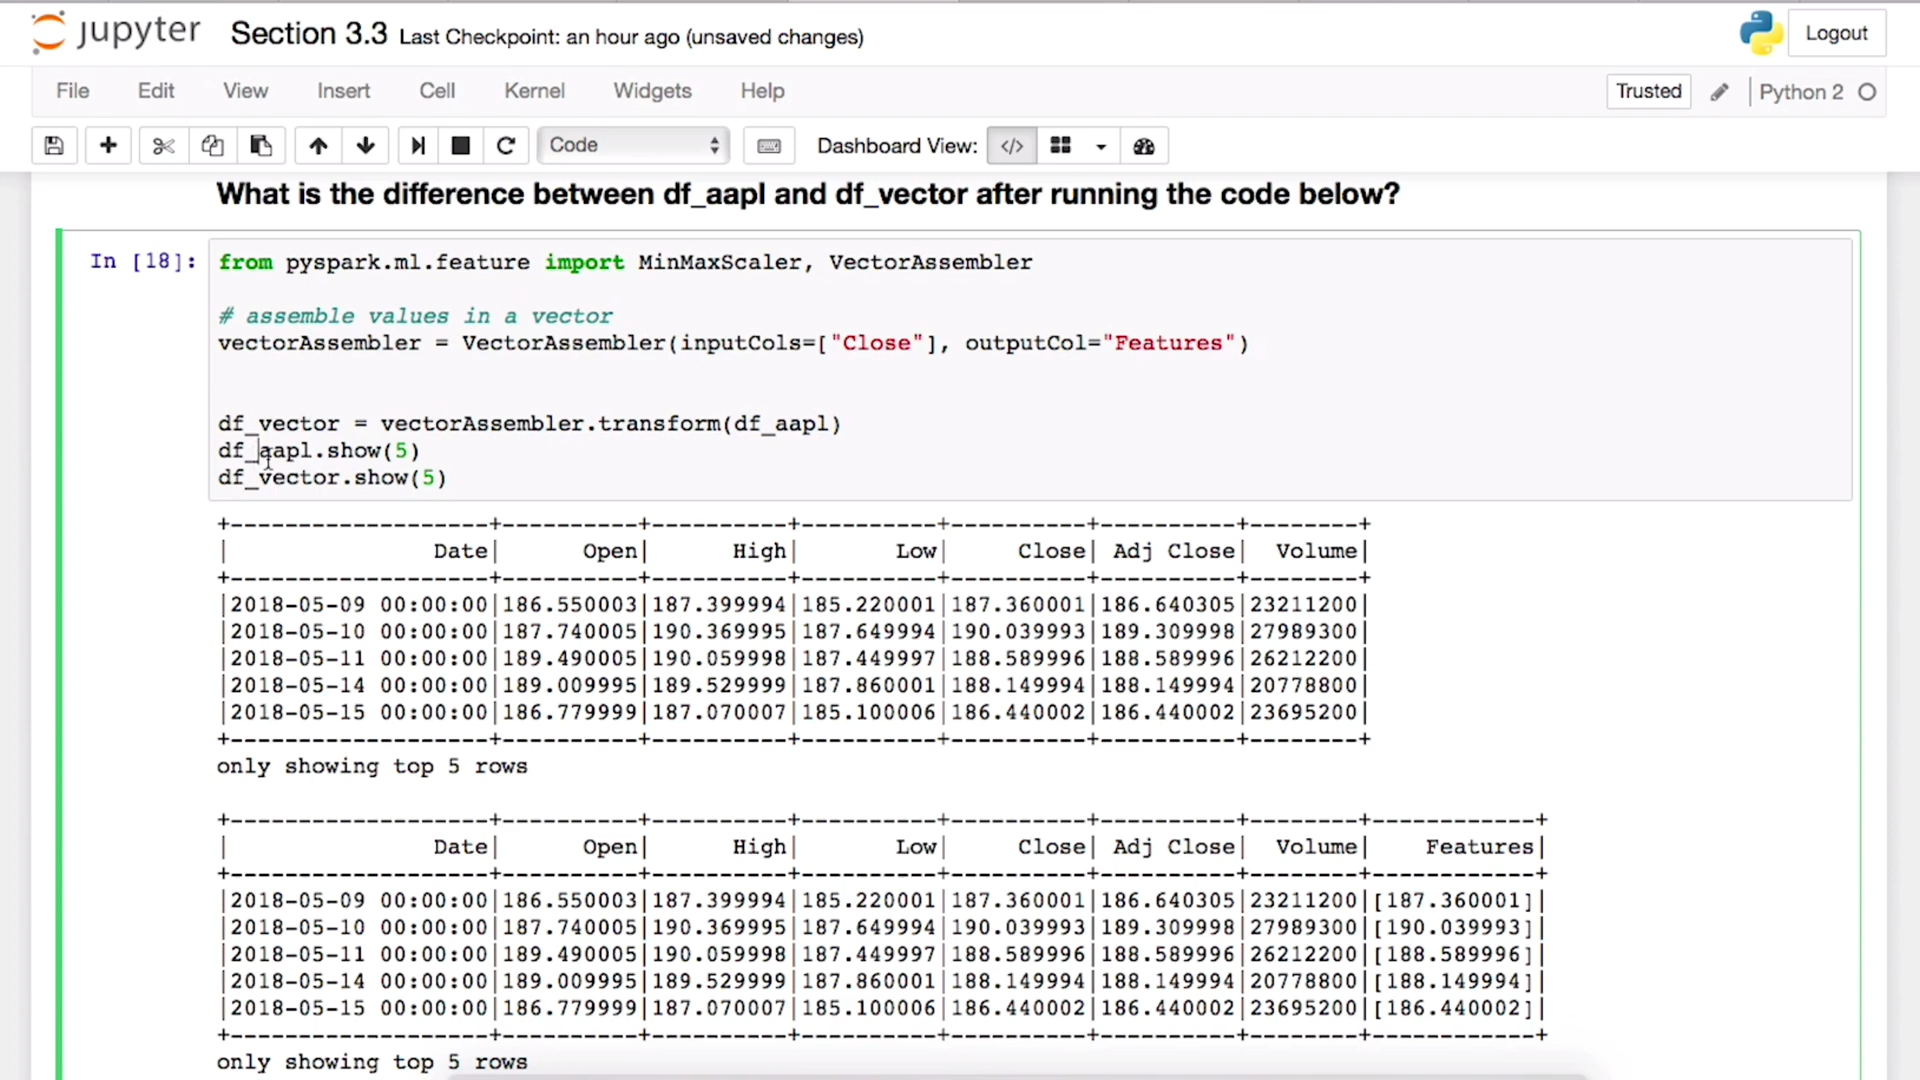 jupyter Section 3.3 Last Checkpoint: an hour ago (unsaved changes) Logout
File Edit View Insert Cell Kernel Widgets Help Trusted Python 2
Code Dashboard View: </>
What is the difference between df_aapl and df_vector after running the code below?
In [18]: from pyspark.ml.feature import MinMaxScaler, VectorAssembler
# assemble values in a vector
vectorAssembler = VectorAssembler(inputCols=["Close"], outputCol="Features")
df_vector = vectorAssembler.transform(df_aapl)
df_aapl.show(5)
df_vector.show(5)
+-------------------+----------+----------+----------+----------+----------+--------+
|               Date|      Open|      High|       Low|     Close| Adj Close|  Volume|
+-------------------+----------+----------+----------+----------+----------+--------+
|2018-05-09 00:00:00|186.550003|187.399994|185.220001|187.360001|186.640305|23211200|
|2018-05-10 00:00:00|187.740005|190.369995|187.649994|190.039993|189.309998|27989300|
|2018-05-11 00:00:00|189.490005|190.059998|187.449997|188.589996|188.589996|26212200|
|2018-05-14 00:00:00|189.009995|189.529999|187.860001|188.149994|188.149994|20778800|
|2018-05-15 00:00:00|186.779999|187.070007|185.100006|186.440002|186.440002|23695200|
+-------------------+----------+----------+----------+----------+----------+--------+
only showing top 5 rows
+-------------------+----------+----------+----------+----------+----------+--------+------------+
|               Date|      Open|      High|       Low|     Close| Adj Close|  Volume|    Features|
+-------------------+----------+----------+----------+----------+----------+--------+------------+
|2018-05-09 00:00:00|186.550003|187.399994|185.220001|187.360001|186.640305|23211200|[187.360001]|
|2018-05-10 00:00:00|187.740005|190.369995|187.649994|190.039993|189.309998|27989300|[190.039993]|
|2018-05-11 00:00:00|189.490005|190.059998|187.449997|188.589996|188.589996|26212200|[188.589996]|
|2018-05-14 00:00:00|189.009995|189.529999|187.860001|188.149994|188.149994|20778800|[188.149994]|
|2018-05-15 00:00:00|186.779999|187.070007|185.100006|186.440002|186.440002|23695200|[186.440002]|
+-------------------+----------+----------+----------+----------+----------+--------+------------+
only showing top 5 rows